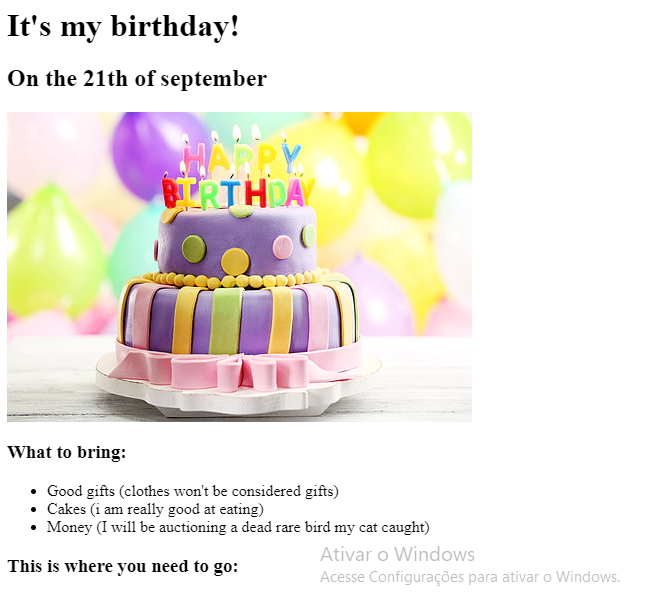 It's my birthday!
On the 21th of september
HAPPY
BIRTHDAY
What to bring:
Good gifts (clothes won't be considered gifts)
Cakes (i am really good at eating)
Money (I will be auctioning a dead rare bird my cat caught)
This is where you need to go:
Ativar o Windows
Acesse Configurações para ativar o Windows.